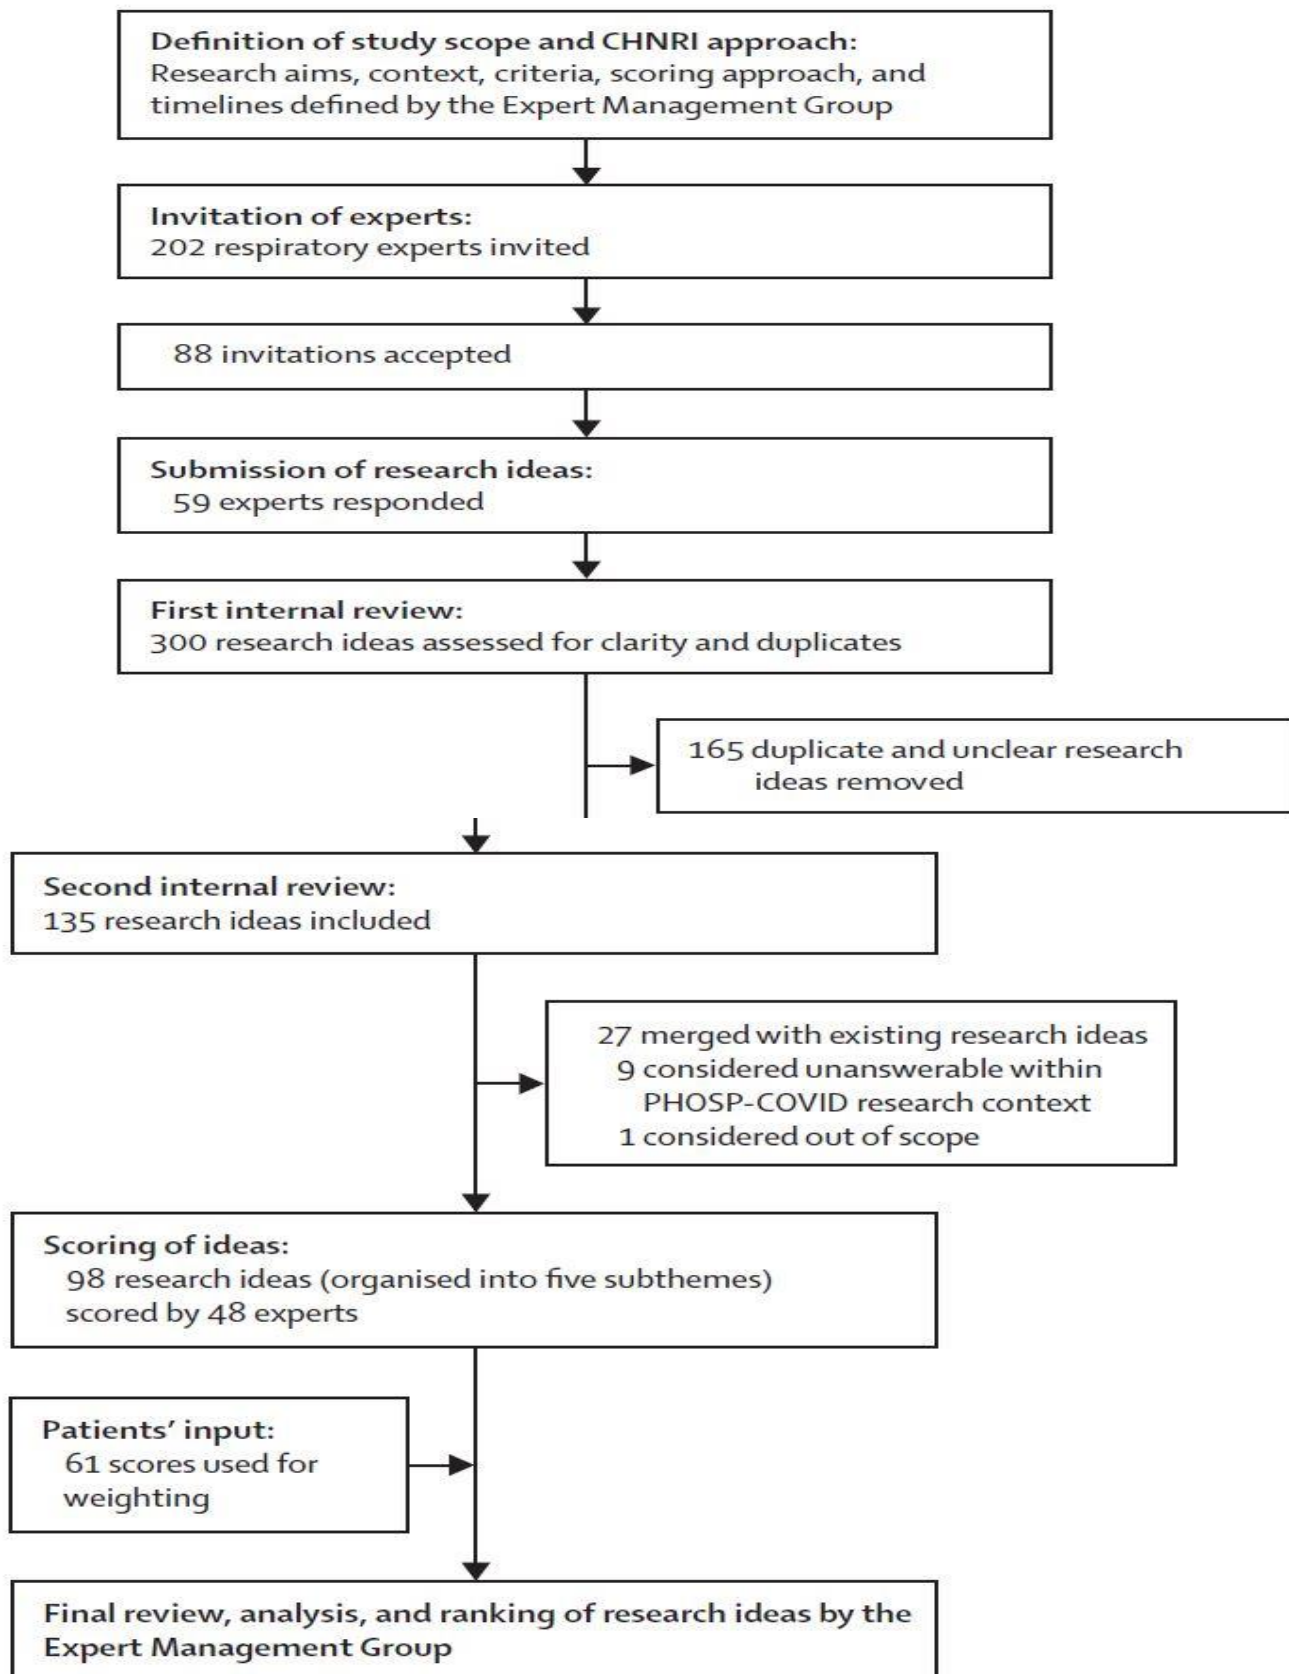 Definition of study scope and CHNRI approach:
Research aims, context, criteria, scoring approach, and
timelines defined by the Expert Management Group
Invitation of experts:
202 respiratory experts invited
88 invitations accepted
Submission of research ideas:
59 experts responded
First internal review:
300 research ideas assessed for clarity and duplicates
165 duplicate and unclear research
ideas removed
Second internal review:
135 research ideas included
27 merged with existing research ideas
9 considered unanswerable within
PHOSP-COVID research context
1 considered out of scope
Scoring of ideas:
98 research ideas (organised into five subthemes)
scored by 48 experts
Patients’ input:
61 scores used for
weighting
Final review, analysis, and ranking of research ideas by the
Expert Management Group